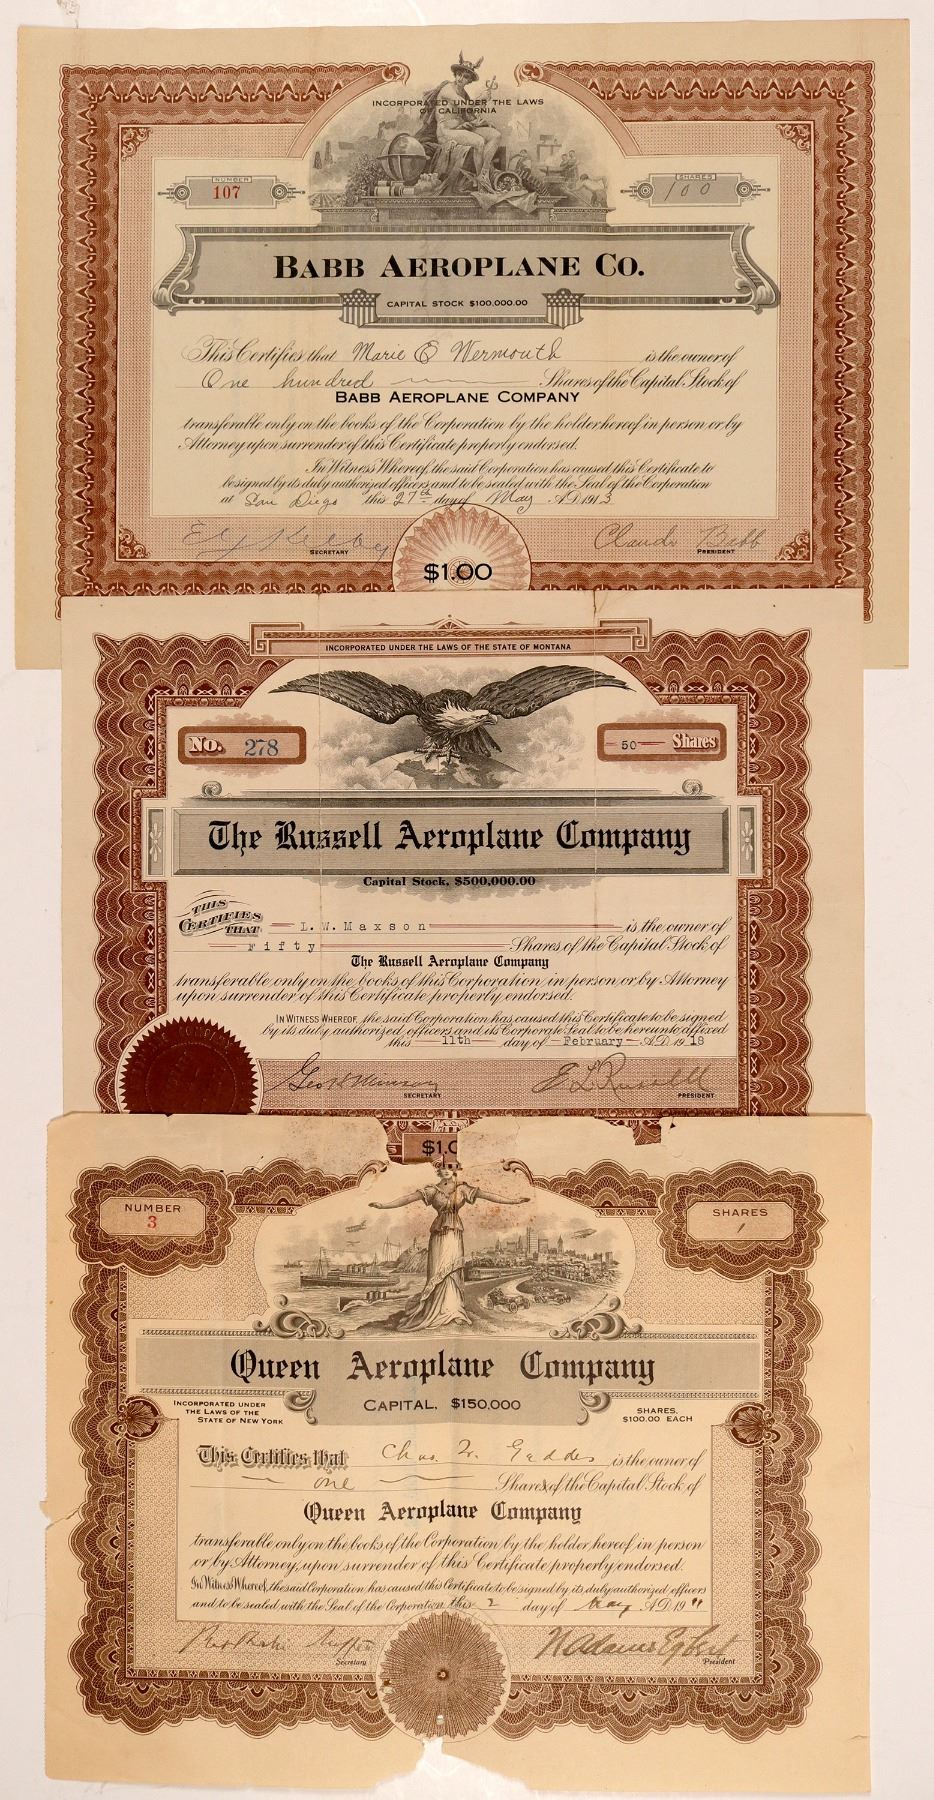 INCORPORATED UNDER THE LAWS
OF CALIFORNIA
NUMBER
107
SHARES
100
BABB AEROPLANE CO.
CAPITAL STOCK $100,000.00
This Certifies that Marie E Wermouth is the owner of
One hundred Shares of the Capital Stock of
BABB AEROPLANE COMPANY
transferable only on the books of the Corporation by the holder hereof in person or by
Attorney upon surrender of this Certificate properly endorsed.
In Witness Whereof, the said Corporation has caused this Certificate to
be signed by its duly authorized officers and to be sealed with the Seal of the Corporation
at San Diego this 27th day of May A.D. 1913
SECRETARY
Claude Babb
PRESIDENT
$1.00
INCORPORATED UNDER THE LAWS OF THE STATE OF MONTANA
No. 278
50 Shares
The Russell Aeroplane Company
Capital Stock, $500,000.00
THIS CERTIFIES THAT L.W.Maxson is the owner of
Fifty Shares of the Capital Stock of
The Russell Aeroplane Company
transferable only on the books of this Corporation in person or by Attorney
upon surrender of this Certificate properly endorsed.
IN WITNESS WHEREOF, the said Corporation has caused this Certificate to be signed
by its duly authorized officers and its Corporate Seal to be hereunto affixed
this 11th day of February A.D. 1918
SECRETARY
E L Russell
PRESIDENT
$1.0
NUMBER
3
SHARES
1
Queen Aeroplane Company
INCORPORATED UNDER
THE LAWS OF THE
STATE OF NEW YORK
CAPITAL, $150,000
SHARES,
$100.00 EACH
This Certifies that Chas. F. Geddes is the owner of
one Shares of the Capital Stock of
Queen Aeroplane Company
transferable only on the books of the Corporation by the holder hereof in person
or by Attorney, upon surrender of this Certificate properly endorsed.
In Witness Whereof, the said Corporation has caused this Certificate to be signed by its duly authorized officers
and to be sealed with the Seal of the Corporation this 2 day of May A.D. 1911
Secretary
W Adams Egbert
President